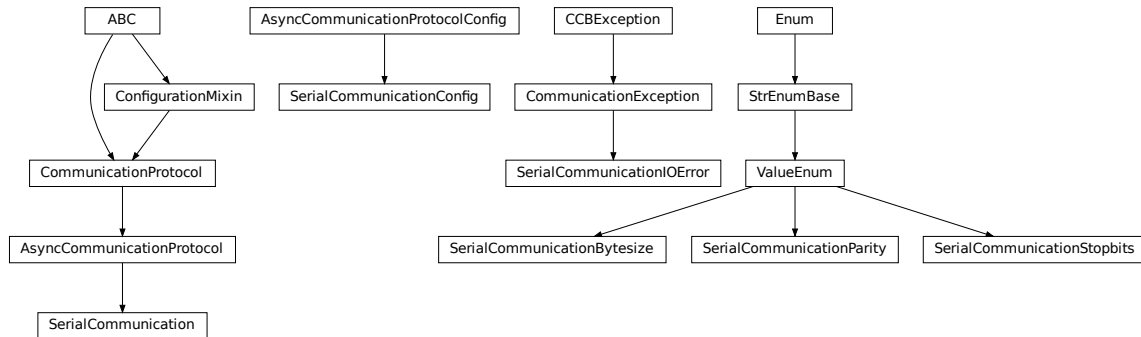 ABC
AsyncCommunicationProtocolConfig
CCBException
Enum
ConfigurationMixin
SerialCommunicationConfig
CommunicationException
StrEnumBase
CommunicationProtocol
SerialCommunicationIOError
ValueEnum
AsyncCommunicationProtocol
SerialCommunicationBytesize
SerialCommunicationParity
SerialCommunicationStopbits
SerialCommunication